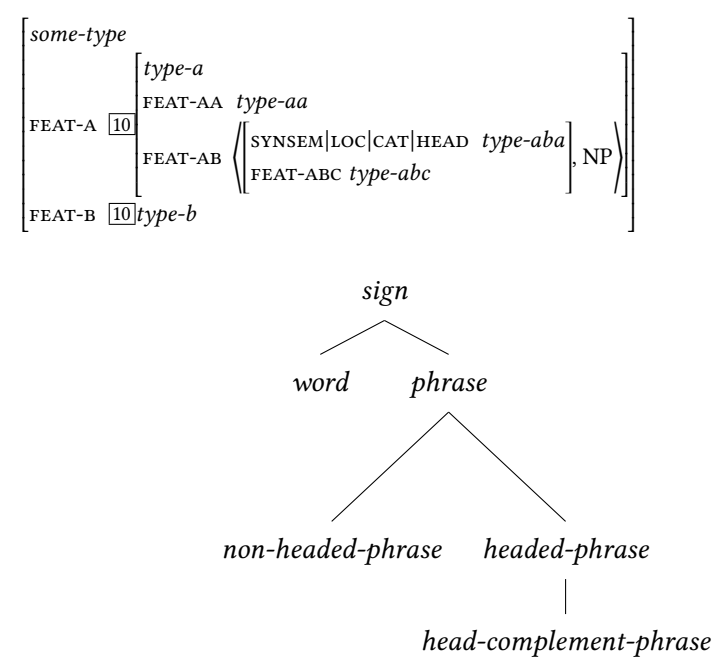 some-type
type-a
FEAT-AA type-aa
FEAT-A 10
SYNSEM|LOC|CAT|HEAD type-aba
FEAT-AB ⟨ , NP⟩
FEAT-ABC type-abc
FEAT-B 10 type-b
sign
word phrase
non-headed-phrase headed-phrase
head-complement-phrase